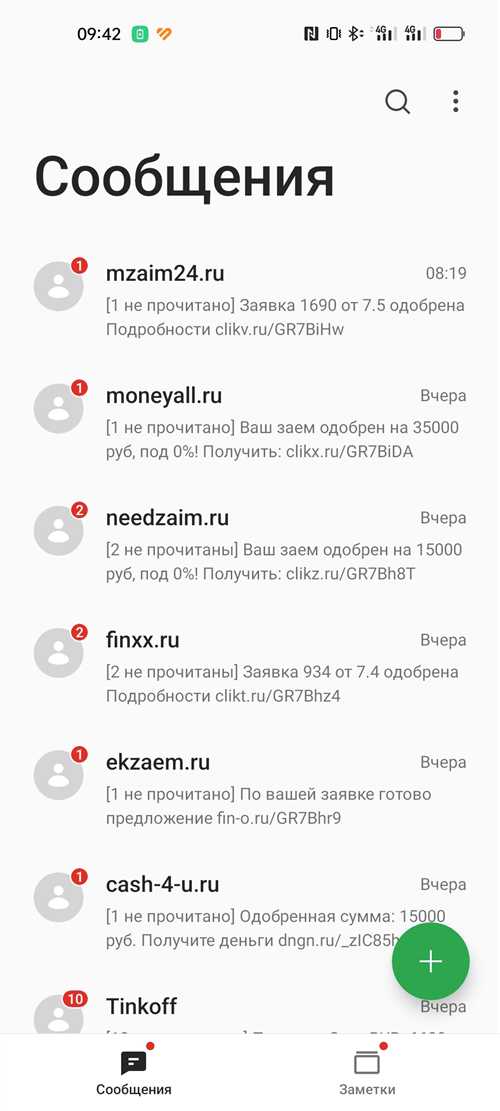 09:42
4G 4G
Сообщения
1
mzaim24.ru 08:19
[1 не прочитано] Заявка 1690 от 7.5 одобрена
Подробности clikv.ru/GR7BiHw
1
moneyall.ru Вчера
[1 не прочитано] Ваш заем одобрен на 35000
руб, под 0%! Получить: clikx.ru/GR7BiDA
2
needzaim.ru Вчера
[2 не прочитаны] Ваш заем одобрен на 15000
руб, под 0%! Получить: clikz.ru/GR7Bh8T
2
finxx.ru Вчера
[2 не прочитаны] Заявка 934 от 7.4 одобрена
Подробности clikt.ru/GR7Bhz4
1
ekzaem.ru Вчера
[1 не прочитано] По вашей заявке готово
предложение fin-o.ru/GR7Bhr9
1
cash-4-u.ru Вчера
[1 не прочитано] Одобренная сумма: 15000
руб. Получите деньги dngn.ru/_zIC85
10
Tinkoff Вчера
Сообщения Заметки